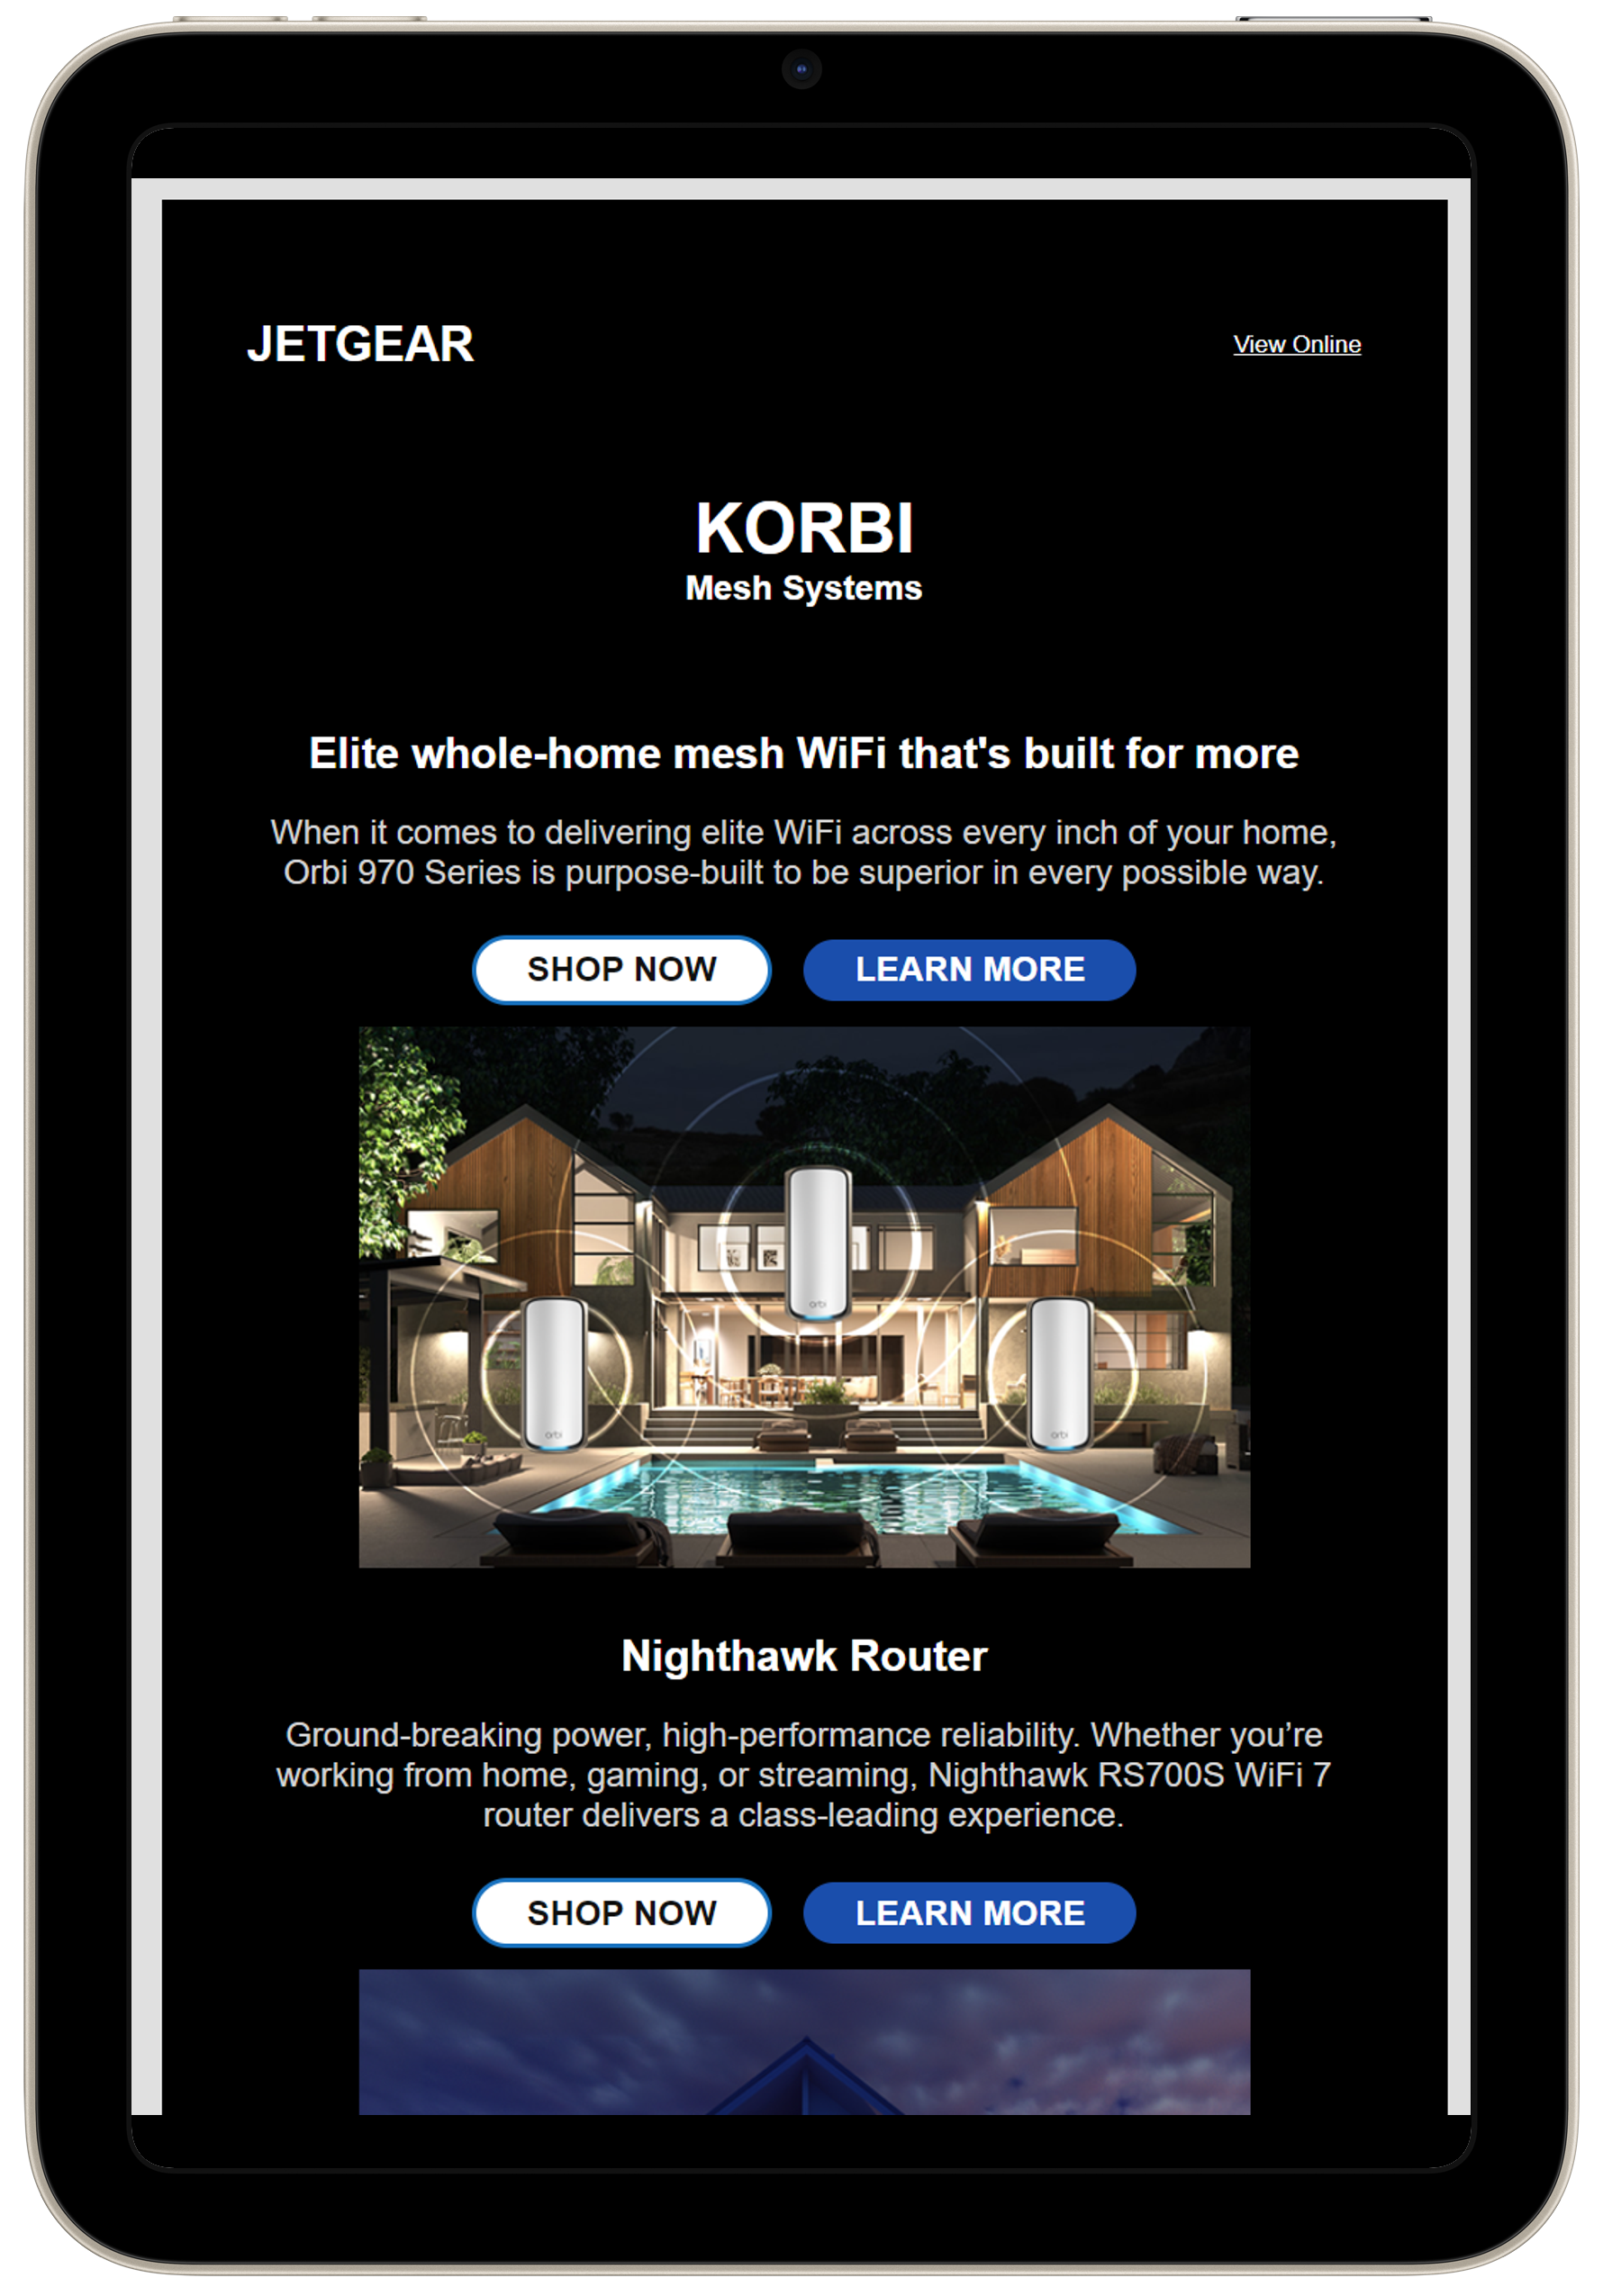 JETGEAR
View Online
KORBI
Mesh Systems
Elite whole-home mesh WiFi that's built for more
When it comes to delivering elite WiFi across every inch of your home,
Orbi 970 Series is purpose-built to be superior in every possible way.
SHOP NOW
LEARN MORE
orbi
orbi
orbi
Nighthawk Router
Ground-breaking power, high-performance reliability. Whether you’re
working from home, gaming, or streaming, Nighthawk RS700S WiFi 7
router delivers a class-leading experience.
SHOP NOW
LEARN MORE